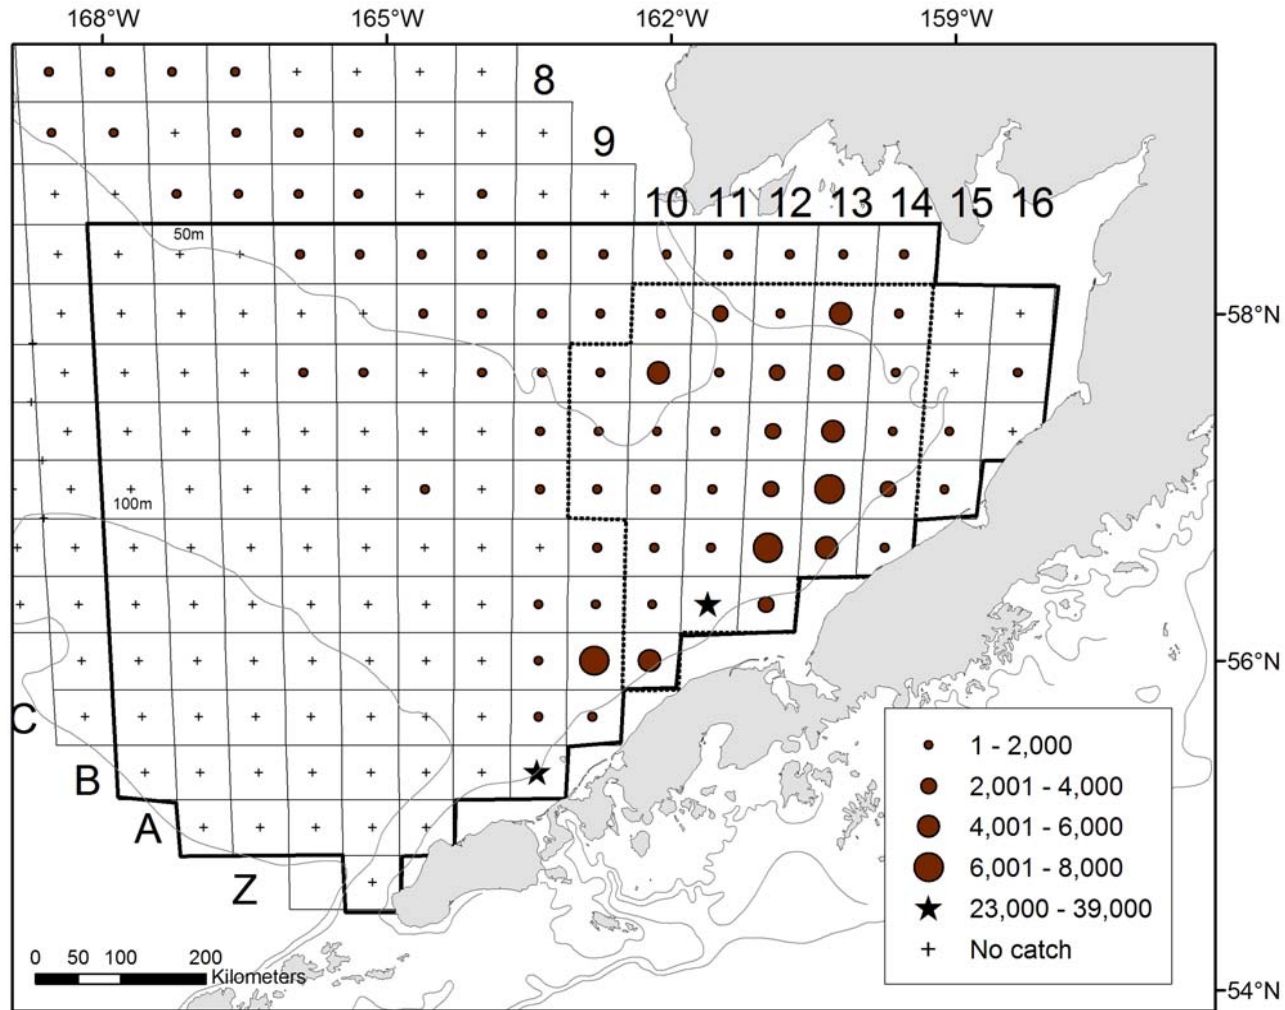 168°W 165°W 162°W 159°W
8
9
10 11 12 13 14 15 16
50m
58°N
100m
56°N
C
B
A
Z
1 - 2,000
2,001 - 4,000
4,001 - 6,000
6,001 - 8,000
23,000 - 39,000
No catch
0 50 100 200
Kilometers
54°N